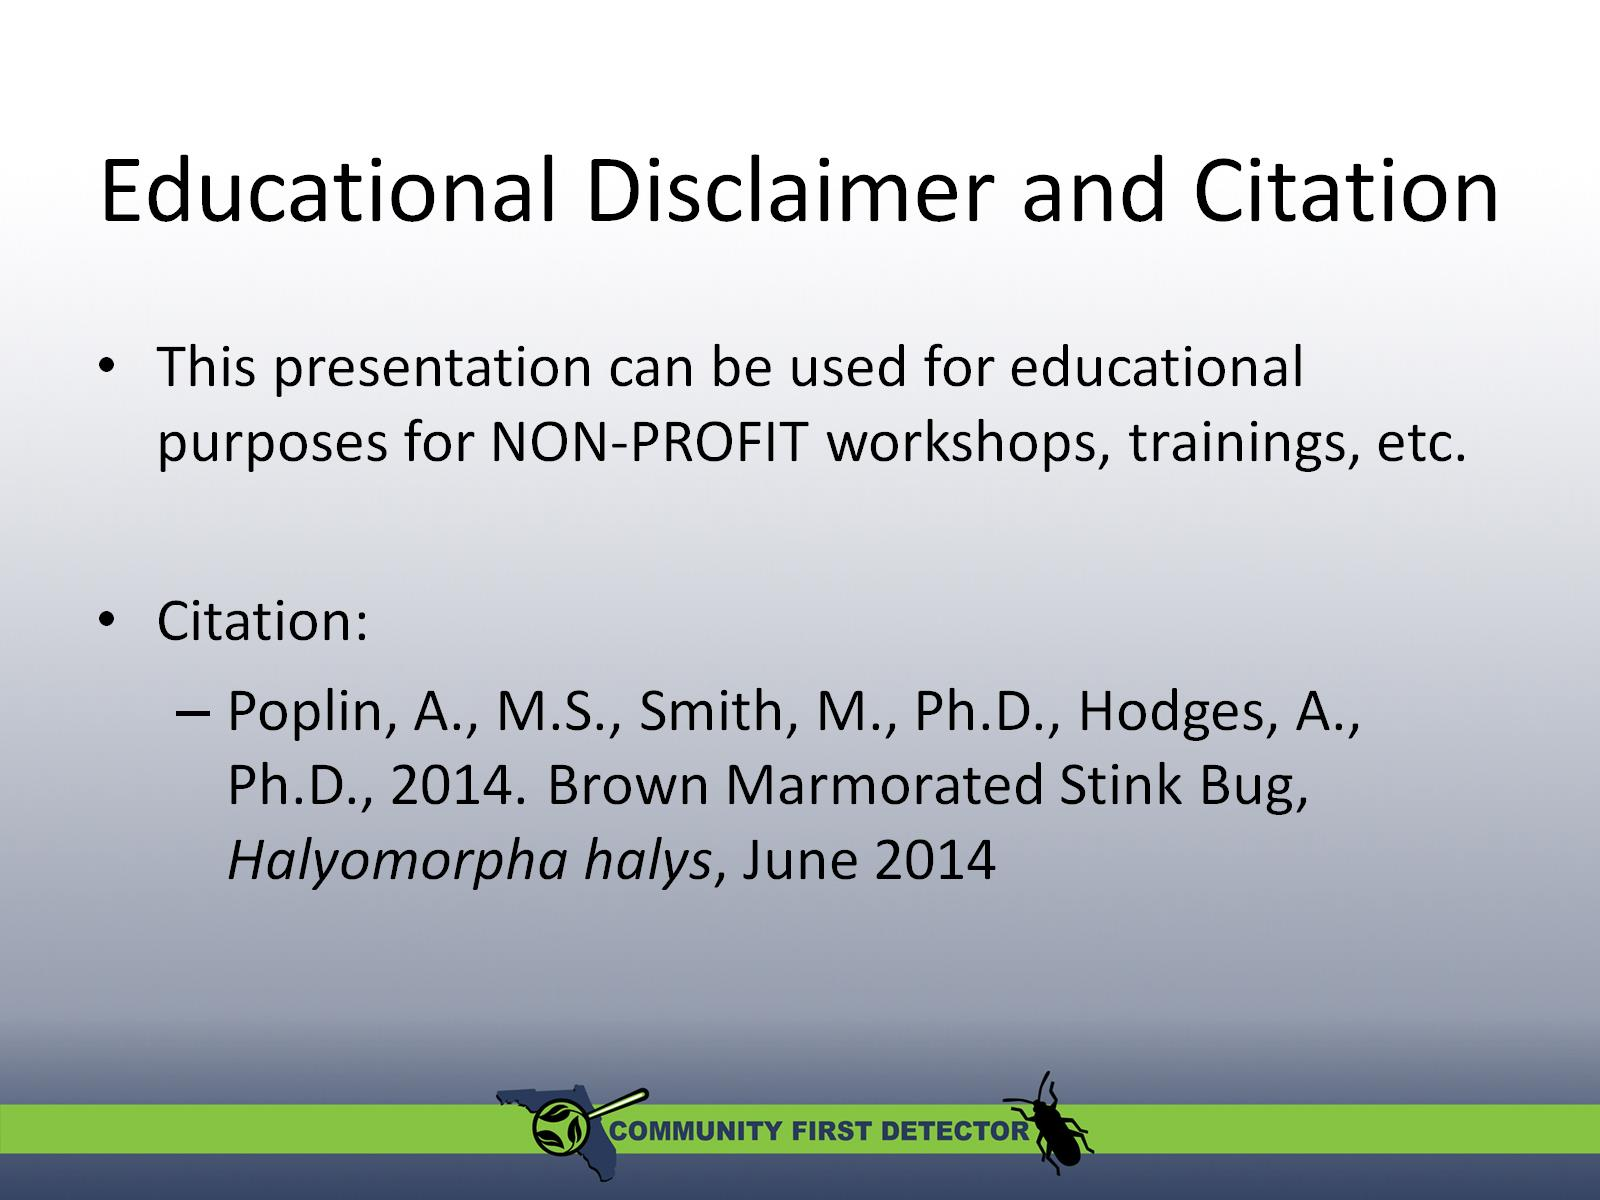 Educational Disclaimer and Citation
• This presentation can be used for educational
purposes for NON-PROFIT workshops, trainings, etc.
• Citation:
– Poplin, A., M.S., Smith, M., Ph.D., Hodges, A.,
Ph.D., 2014. Brown Marmorated Stink Bug,
Halyomorpha halys, June 2014
COMMUNITY FIRST DETECTOR